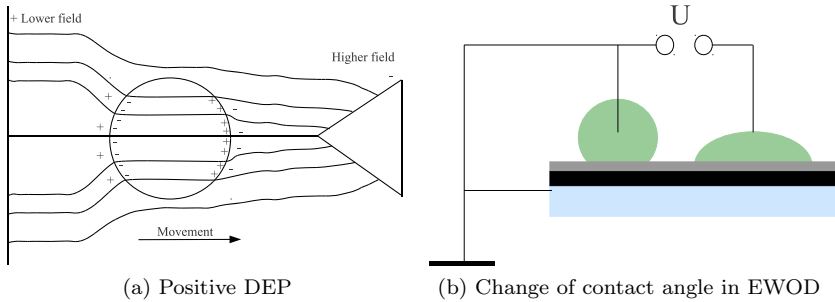 + Lower field
Higher field
-
Movement
(a) Positive DEP
U
(b) Change of contact angle in EWOD